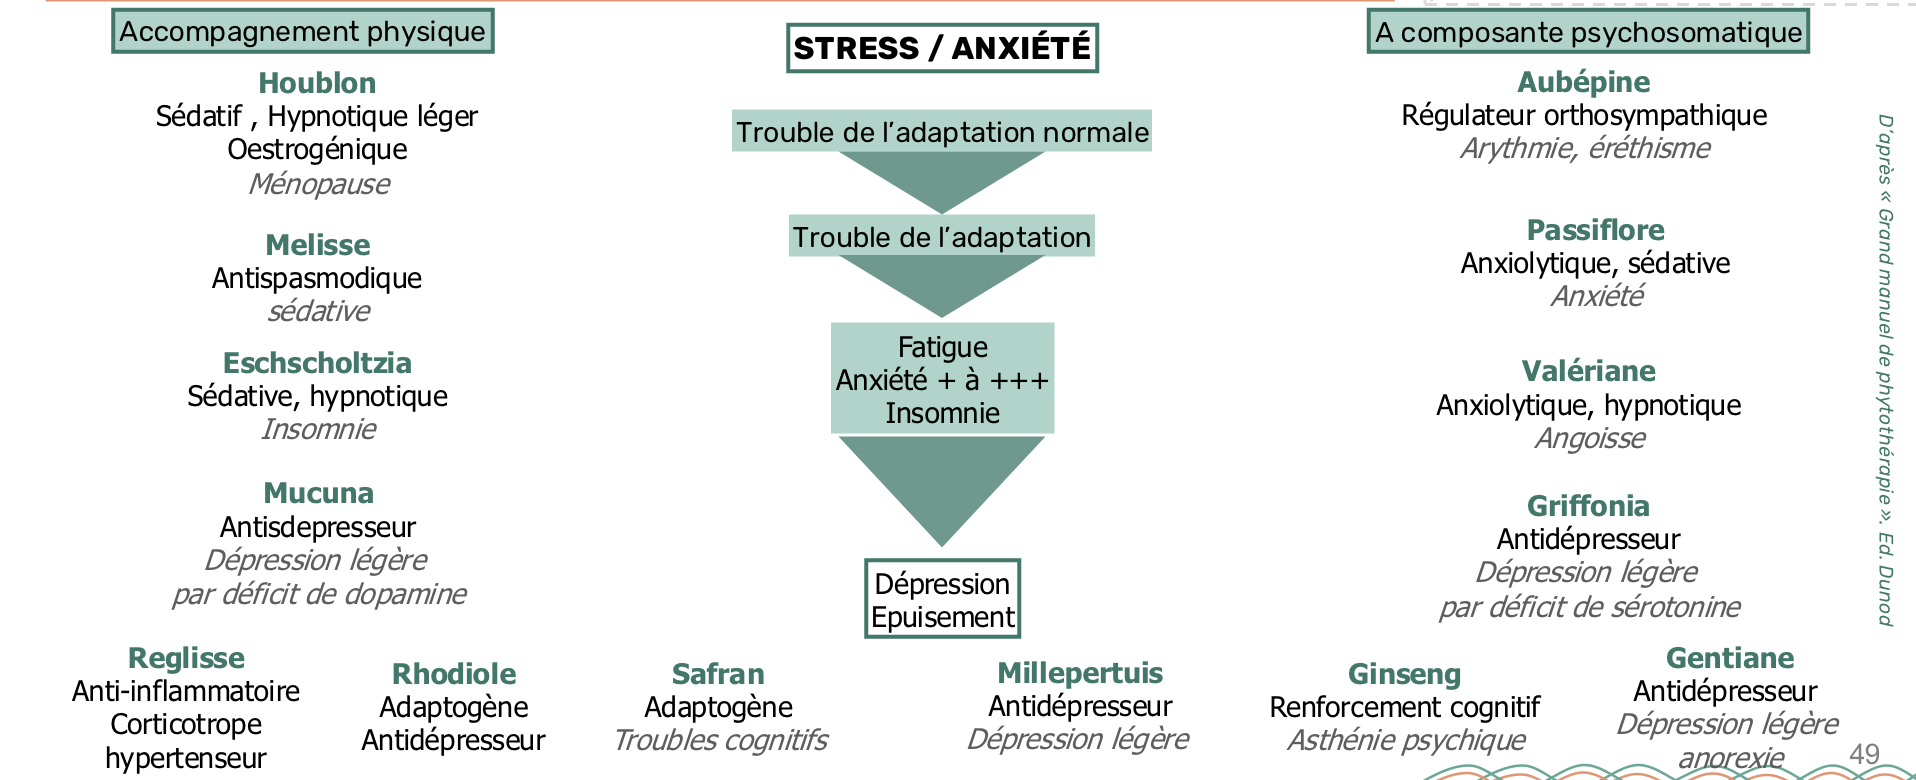 Accompagnement physique
Houblon
Sédatif , Hypnotique léger
Oestrogénique
Ménopause
Melisse
Antispasmodique
sédative
Eschscholtzia
Sédative, hypnotique
Insomnie
Mucuna
Antisdepresseur
Dépression légère
par déficit de dopamine
STRESS / ANXIÉTÉ
Trouble de l’adaptation normale
Trouble de l’adaptation
Fatigue
Anxiété + à +++
Insomnie
Dépression
Epuisement
A composante psychosomatique
Aubépine
Régulateur orthosympathique
Arythmie, éréthisme
Passiflore
Anxiolytique, sédative
Anxiété
Valériane
Anxiolytique, hypnotique
Angoisse
Griffonia
Antidépresseur
Dépression légère
par déficit de sérotonine
D’après « Grand manuel de phytothérapie ». Ed. Dunod
Reglisse
Anti-inflammatoire
Corticotrope
hypertenseur
Rhodiole
Adaptogène
Antidépresseur
Safran
Adaptogène
Troubles cognitifs
Millepertuis
Antidépresseur
Dépression légère
Ginseng
Renforcement cognitif
Asthénie psychique
Gentiane
Antidépresseur
Dépression légère
anorexie
49